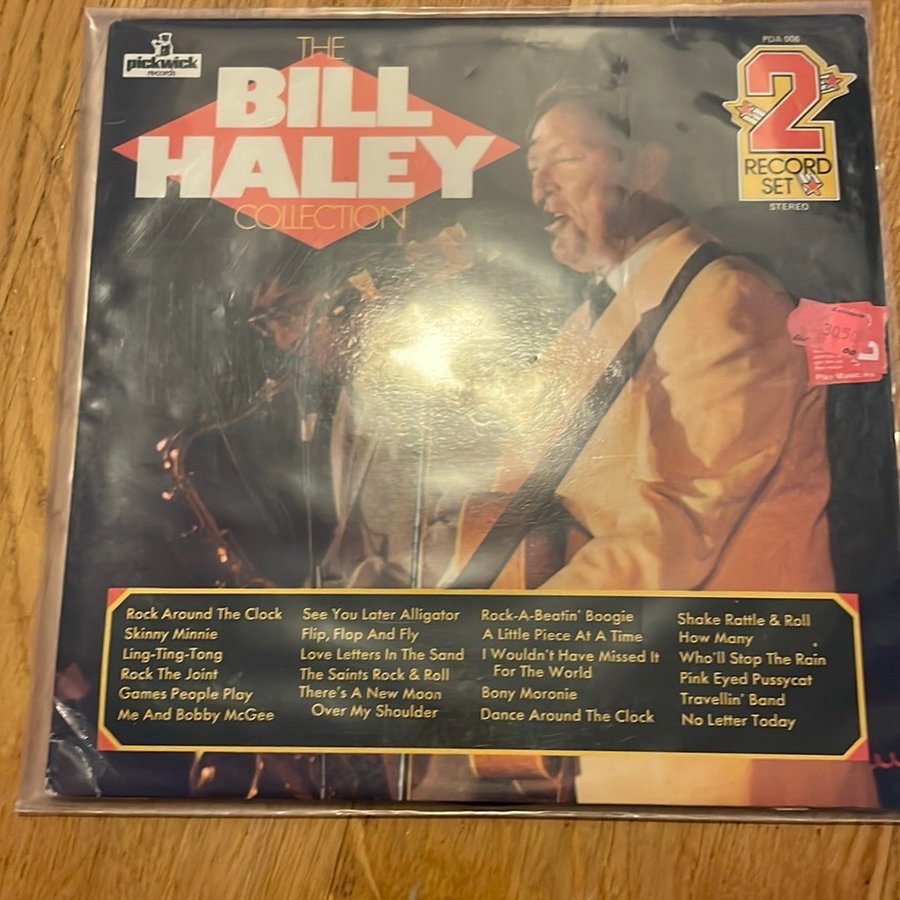 pickwick
records
THE
BILL
HALEY
COLLECTION
PDA 006
2
RECORD
SET
STEREO
3050
Play Music
Rock Around The Clock
Skinny Minnie
Ling-Ting-Tong
Rock The Joint
Games People Play
Me And Bobby McGee
See You Later Alligator
Flip, Flop And Fly
Love Letters In The Sand
The Saints Rock & Roll
There's A New Moon
Over My Shoulder
Rock-A-Beatin' Boogie
A Little Piece At A Time
I Wouldn't Have Missed It
For The World
Bony Moronie
Dance Around The Clock
Shake Rattle & Roll
How Many
Who'll Stop The Rain
Pink Eyed Pussycat
Travellin' Band
No Letter Today